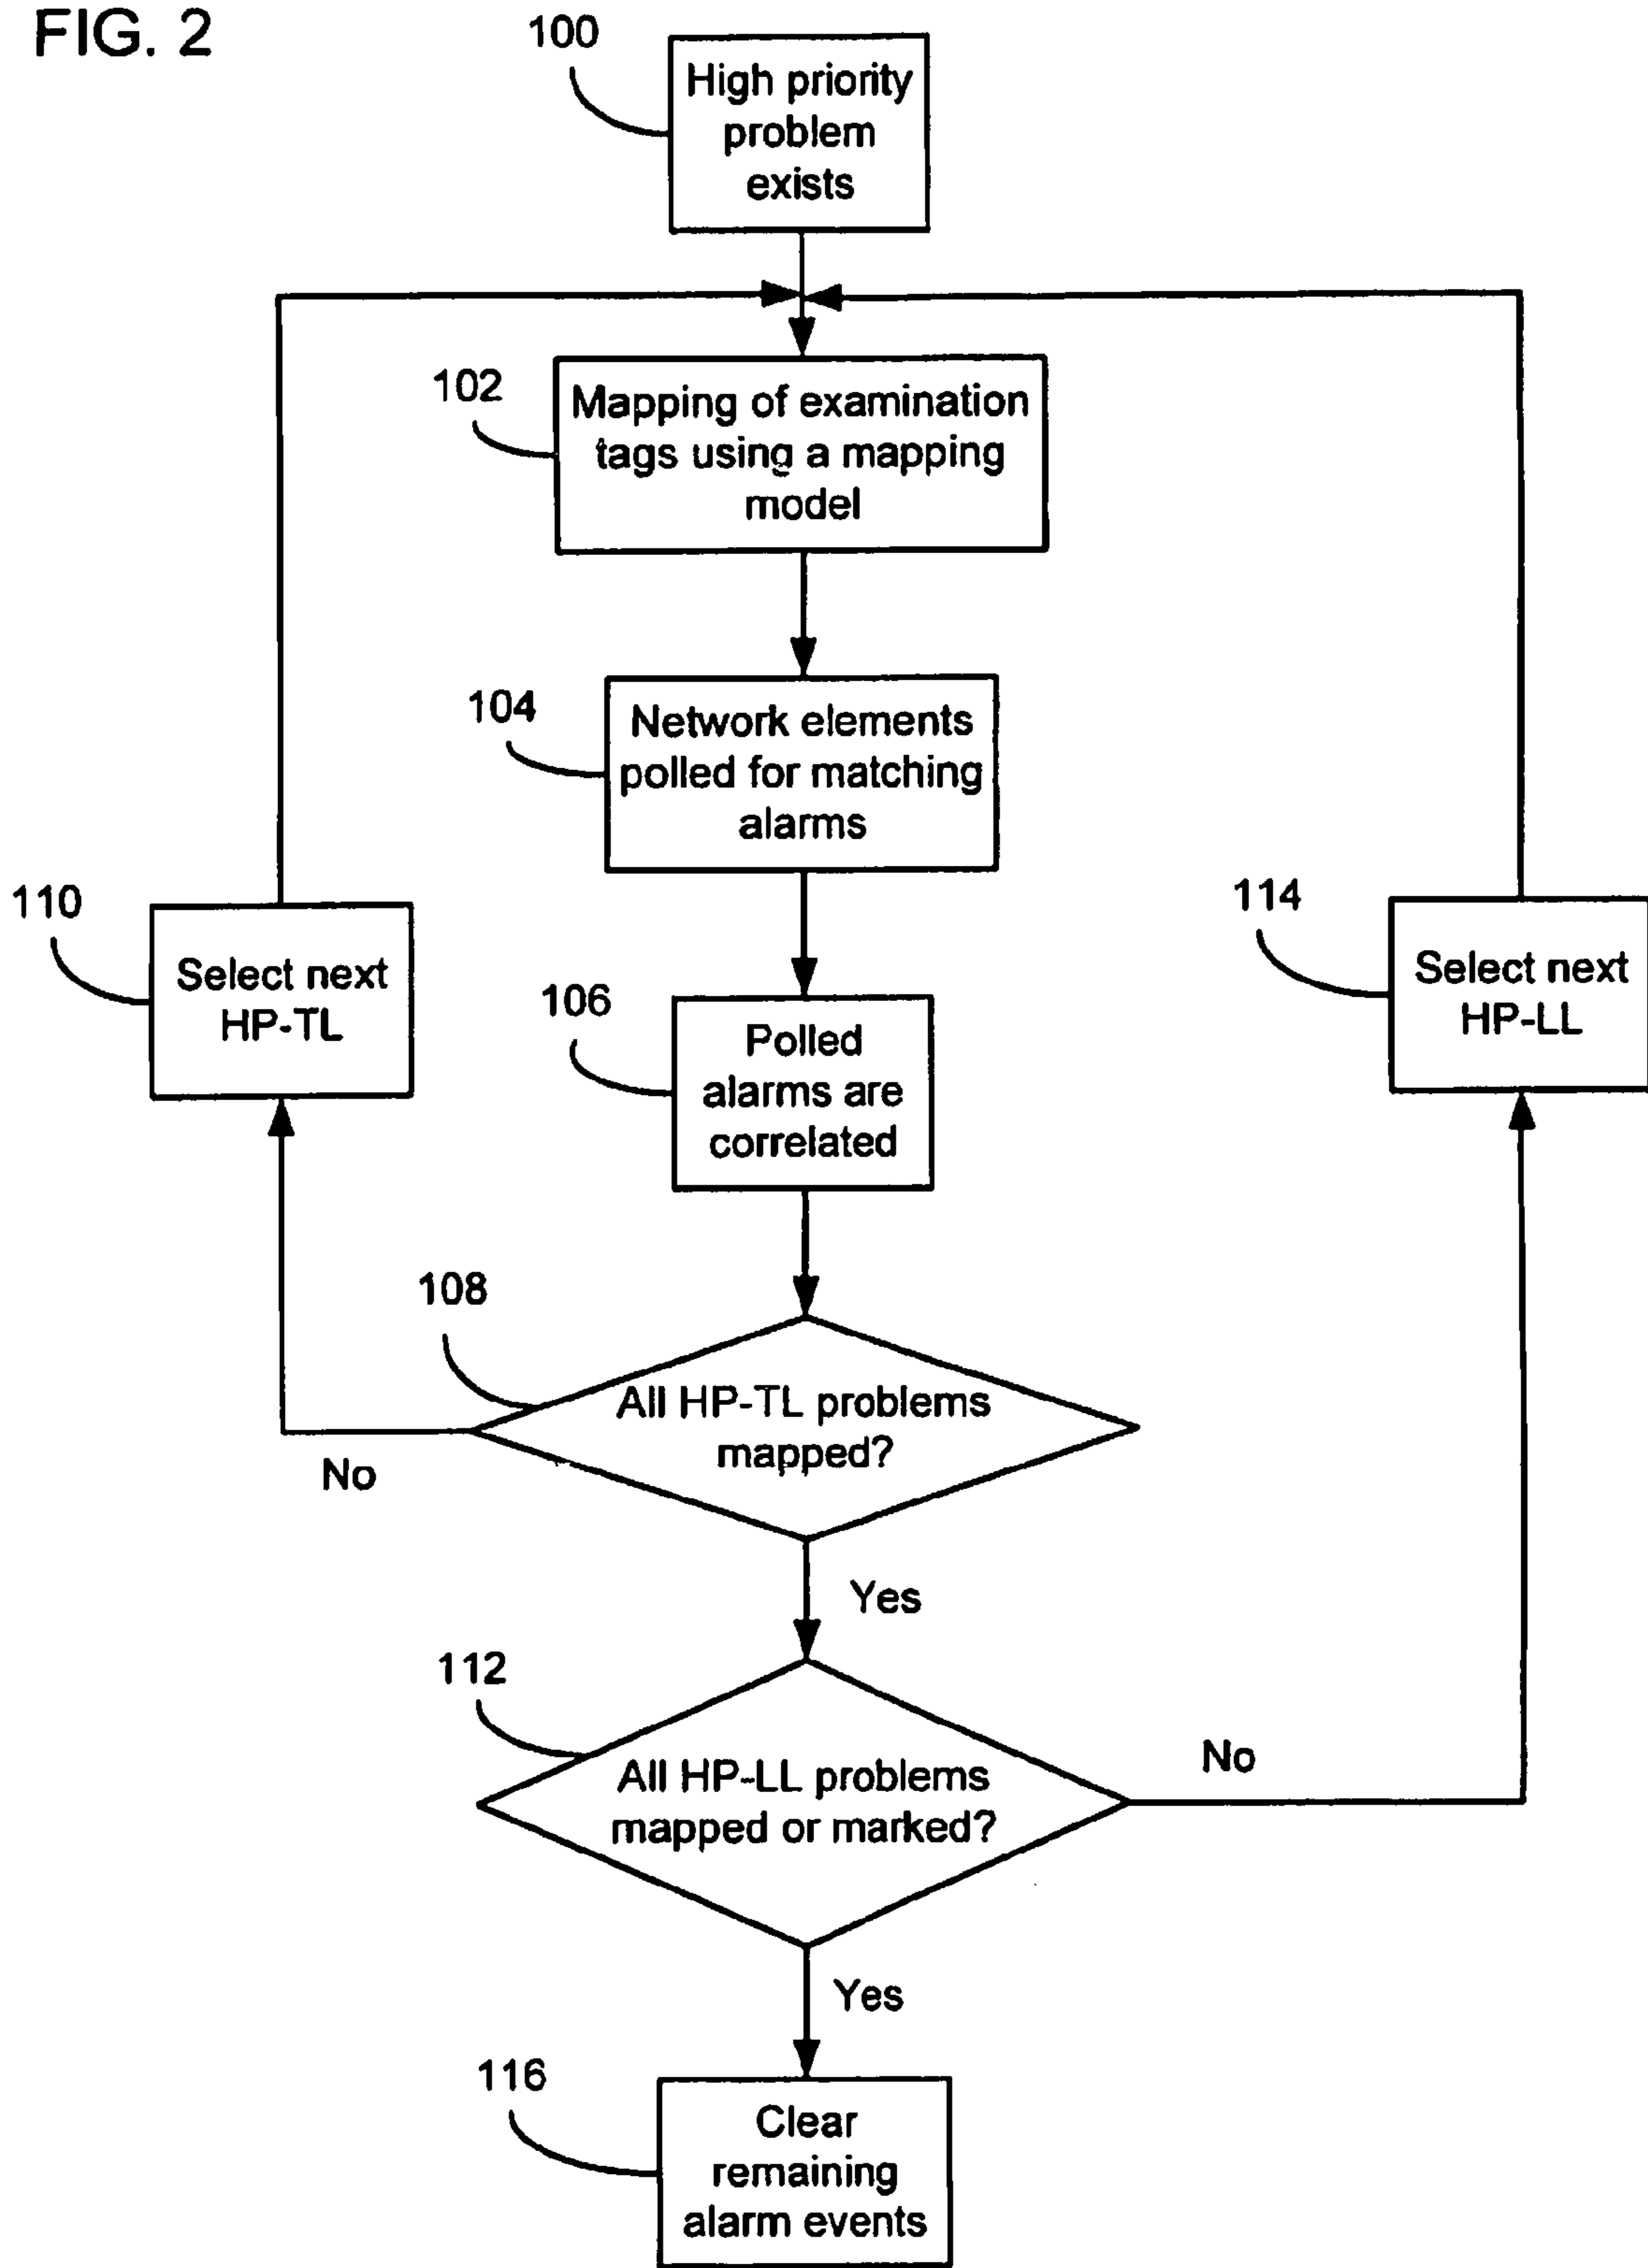 FIG. 2
100
High priority
problem
exists
102
Mapping of examination
tags using a mapping
model
104
Network elements
polled for matching
alarms
110
Select next
HP-TL
114
Select next
HP-LL
106
Polled
alarms are
correlated
108
All HP-TL problems
mapped?
No
Yes
112
All HP-LL problems
mapped or marked?
No
Yes
116
Clear
remaining
alarm events